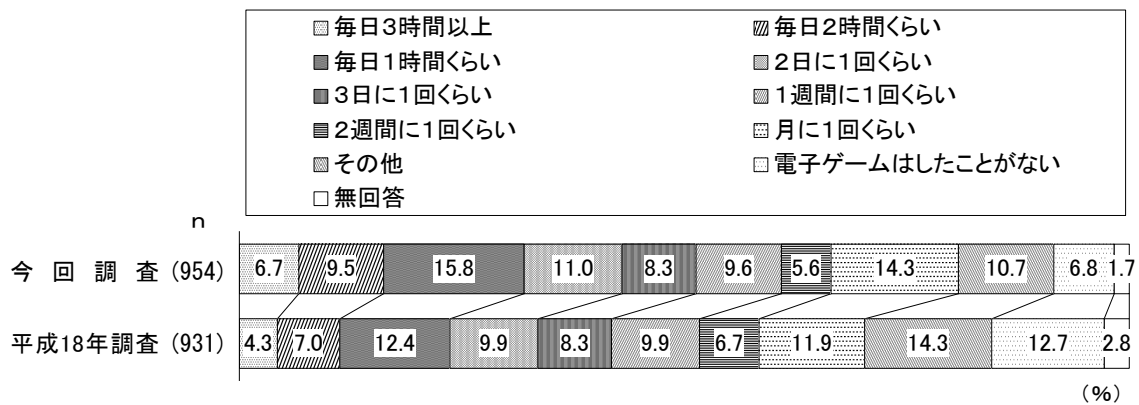 毎日3時間以上 毎日2時間くらい
毎日1時間くらい 2日に1回くらい
3日に1回くらい 1週間に1回くらい
2週間に1回くらい 月に1回くらい
その他 電子ゲームはしたことがない
無回答
n
今回調査 (954) 6.7 9.5 15.8 11.0 8.3 9.6 5.6 14.3 10.7 6.8 1.7
平成18年調査 (931) 4.3 7.0 12.4 9.9 8.3 9.9 6.7 11.9 14.3 12.7 2.8
(%)